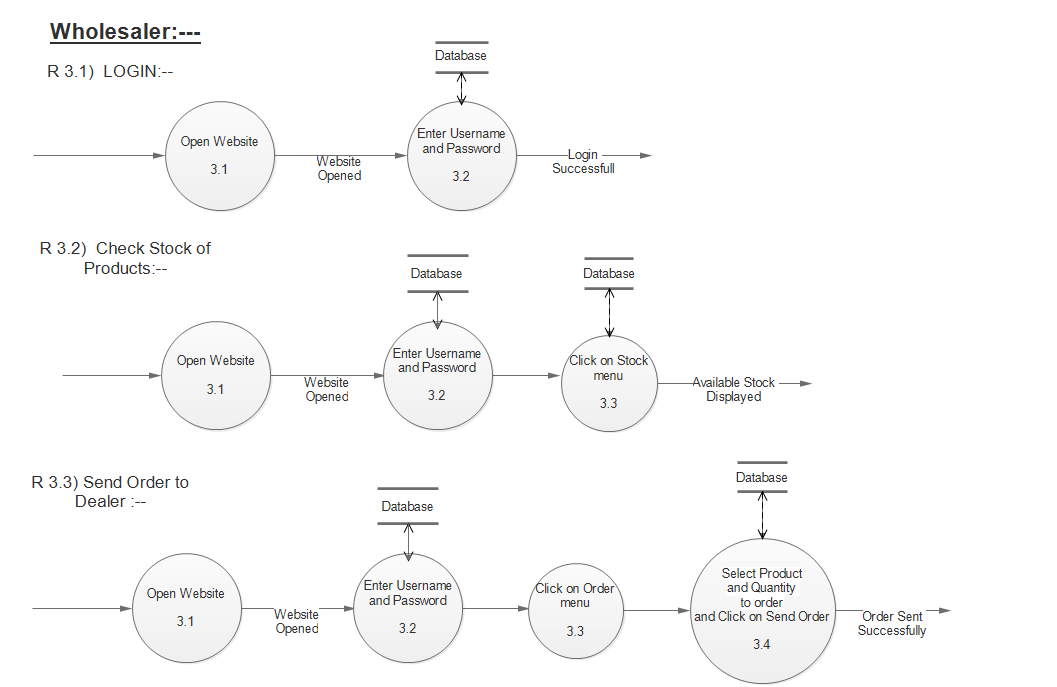 Wholesaler:---
R 3.1)  LOGIN:--
Database
Open Website
3.1
Website
Opened
Enter Username
and Password
3.2
Login
Successfull
R 3.2)  Check Stock of
Products:--
Database
Database
Open Website
3.1
Website
Opened
Enter Username
and Password
3.2
Click on Stock
menu
3.3
Available Stock
Displayed
R 3.3) Send Order to
Dealer :--
Database
Database
Open Website
3.1
Website
Opened
Enter Username
and Password
3.2
Click on Order
menu
3.3
Select Product
and Quantity
to order
and Click on Send Order
3.4
Order Sent
Successfully